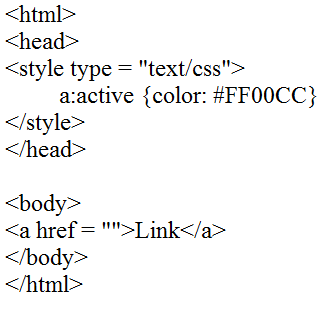 <html>
<head>
<style type = "text/css">
a:active {color: #FF00CC}
</style>
</head>
<body>
<a href = "">Link</a>
</body>
</html>